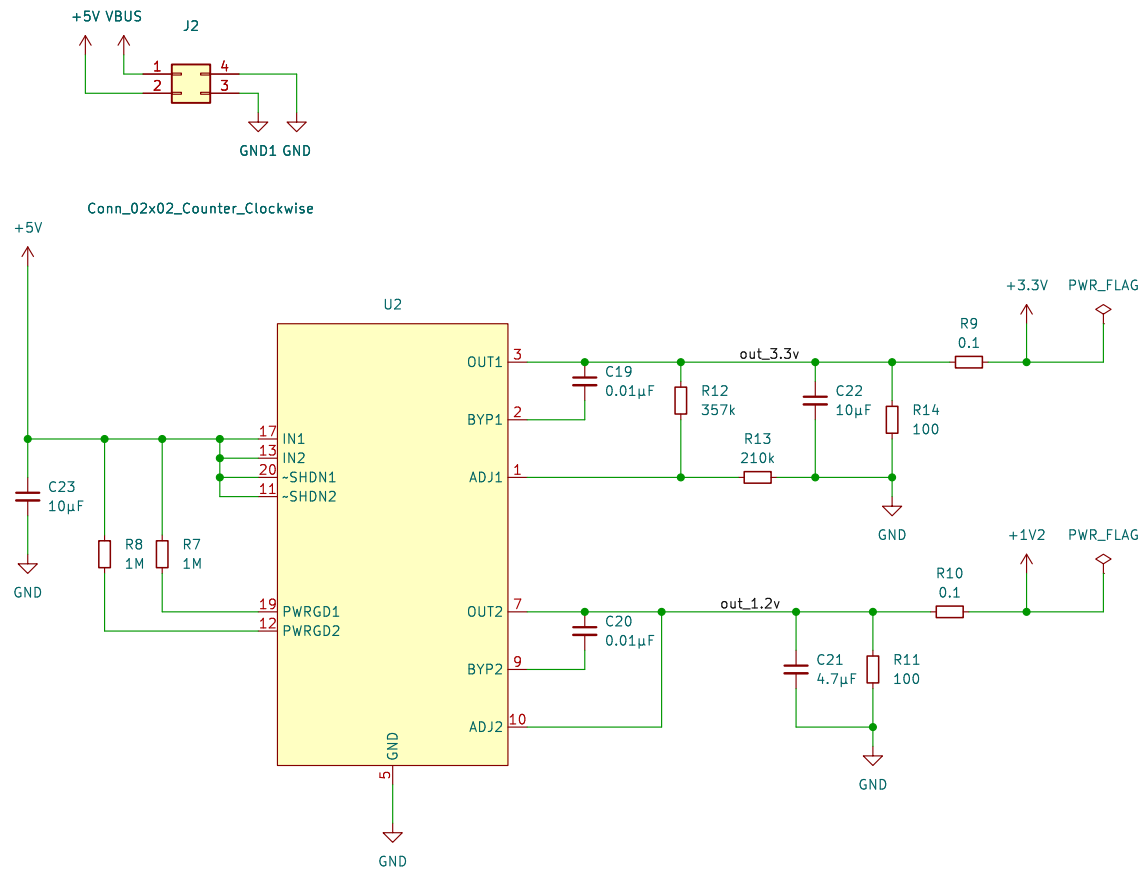 +5V VBUS
J2
1
4
2
3
GND1 GND
Conn_02x02_Counter_Clockwise
+5V
+3.3V
PWR_FLAG
U2
R9
0.1
out_3.3v
OUT1
3
C19
0.01µF
R12
357k
C22
10µF
R14
100
BYP1
2
17
IN1
13
IN2
20
~SHDN1
11
~SHDN2
R13
210k
ADJ1
1
C23
10µF
GND
GND
R8
1M
R7
1M
+1V2
PWR_FLAG
R10
0.1
19
PWRGD1
12
PWRGD2
OUT2
7
out_1.2v
C20
0.01µF
BYP2
9
C21
4.7µF
R11
100
ADJ2
10
GND
5
GND
GND